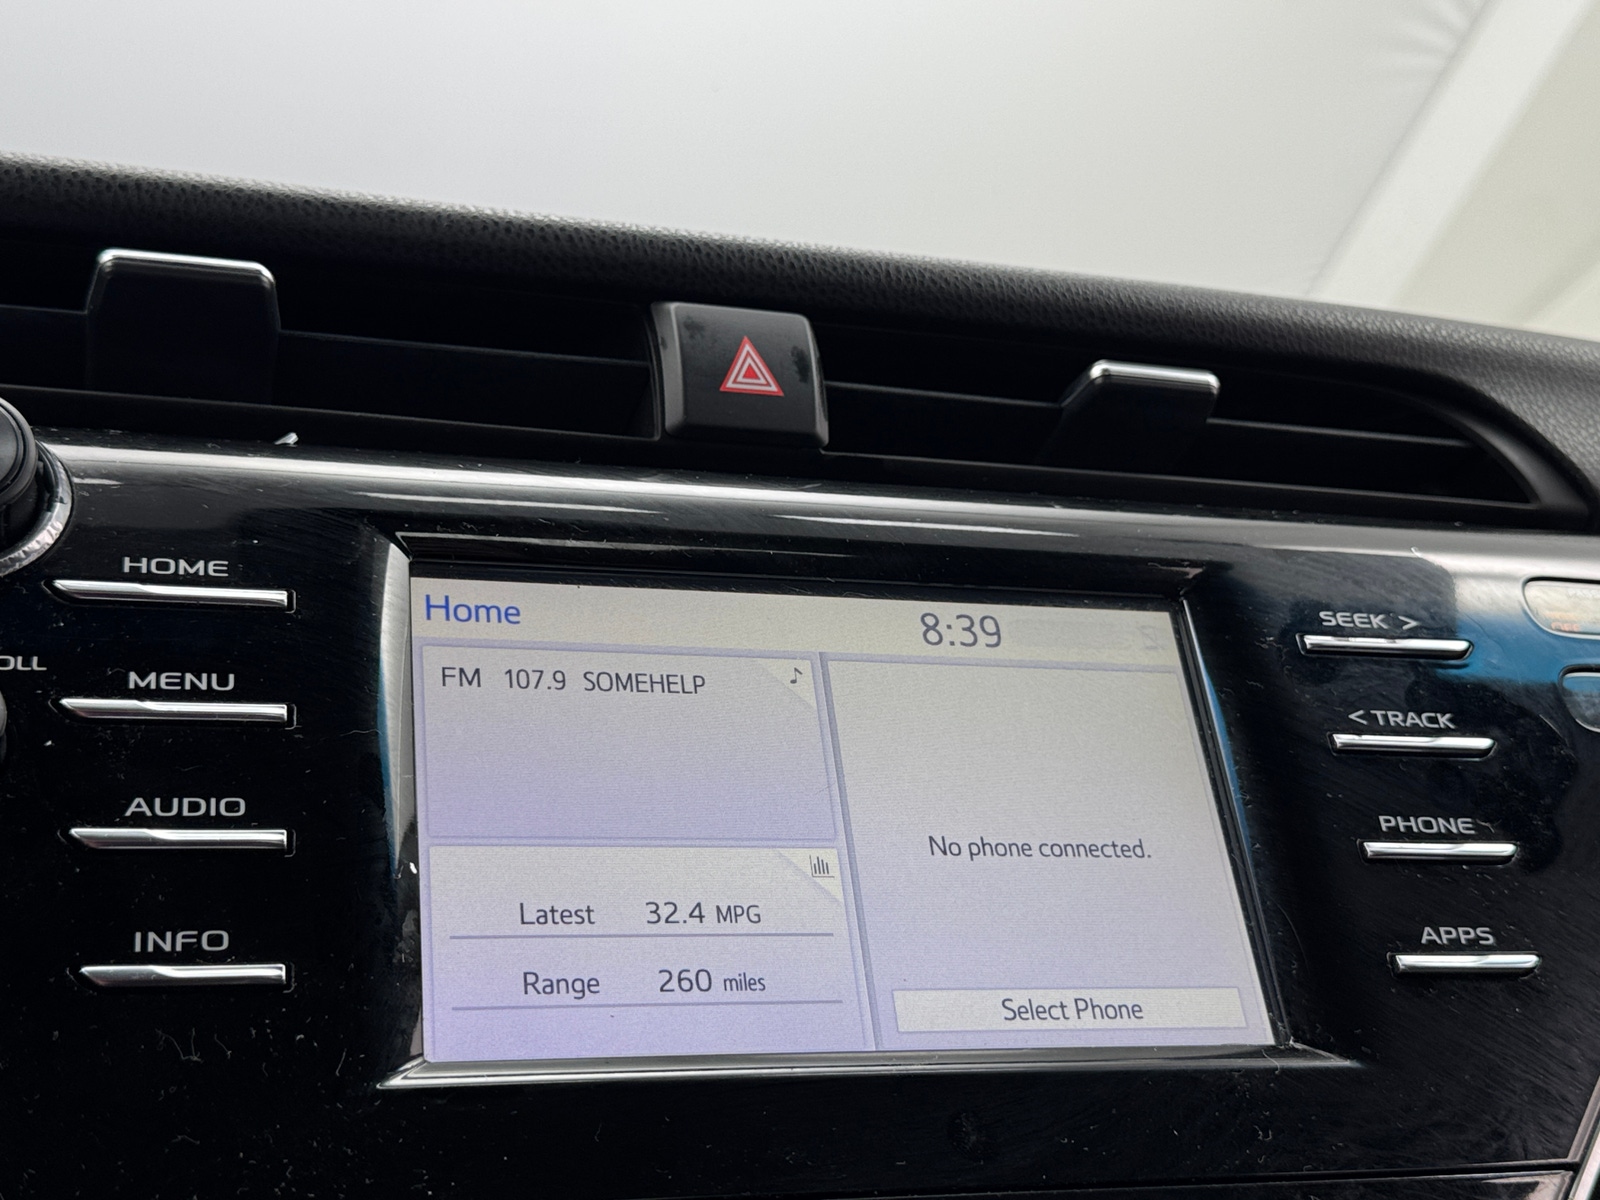 HOME
OLL
MENU
AUDIO
INFO
Home
8:39
FM 107.9 SOMEHELP
Latest 32.4 MPG
Range 260 miles
No phone connected.
Select Phone
SEEK >
< TRACK
PHONE
APPS